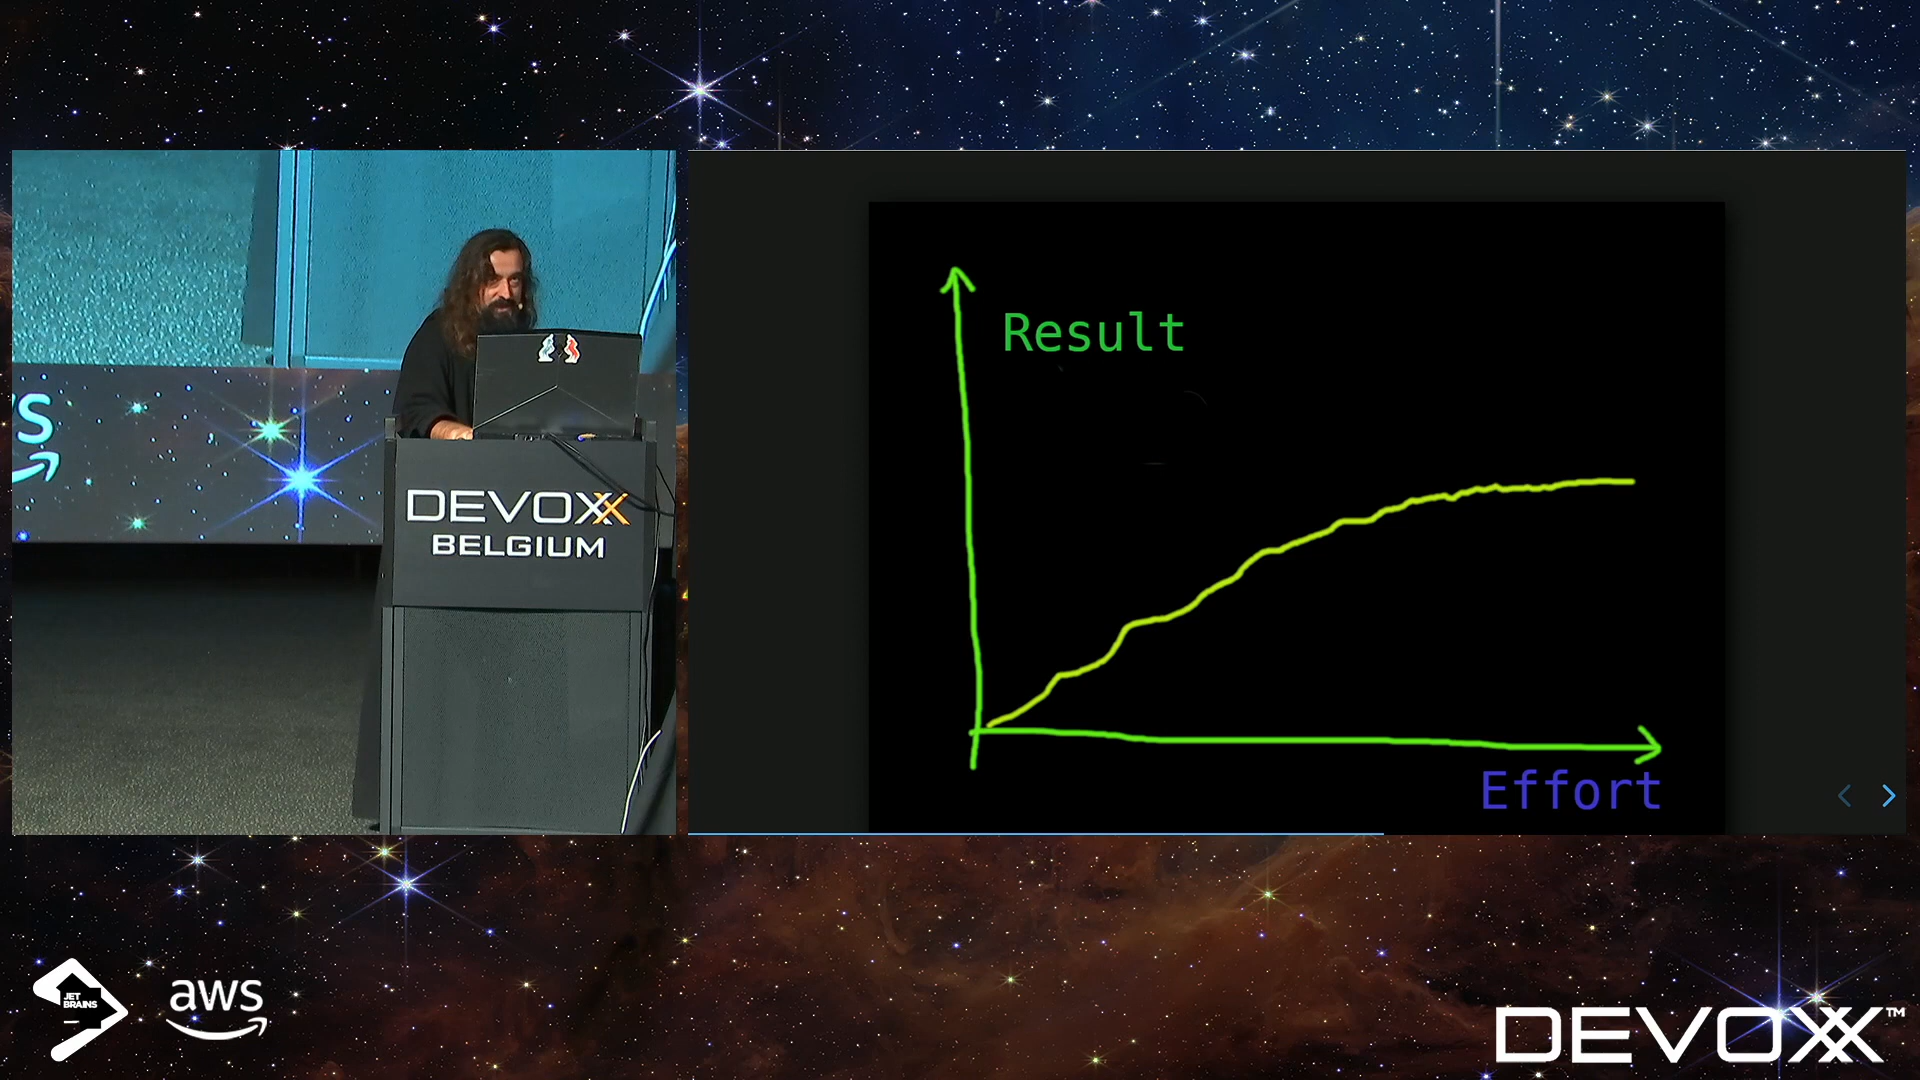 Result
Effort
S
DEVOXX
BELGIUM
JET
BRAINS
aws
DEVOXX™